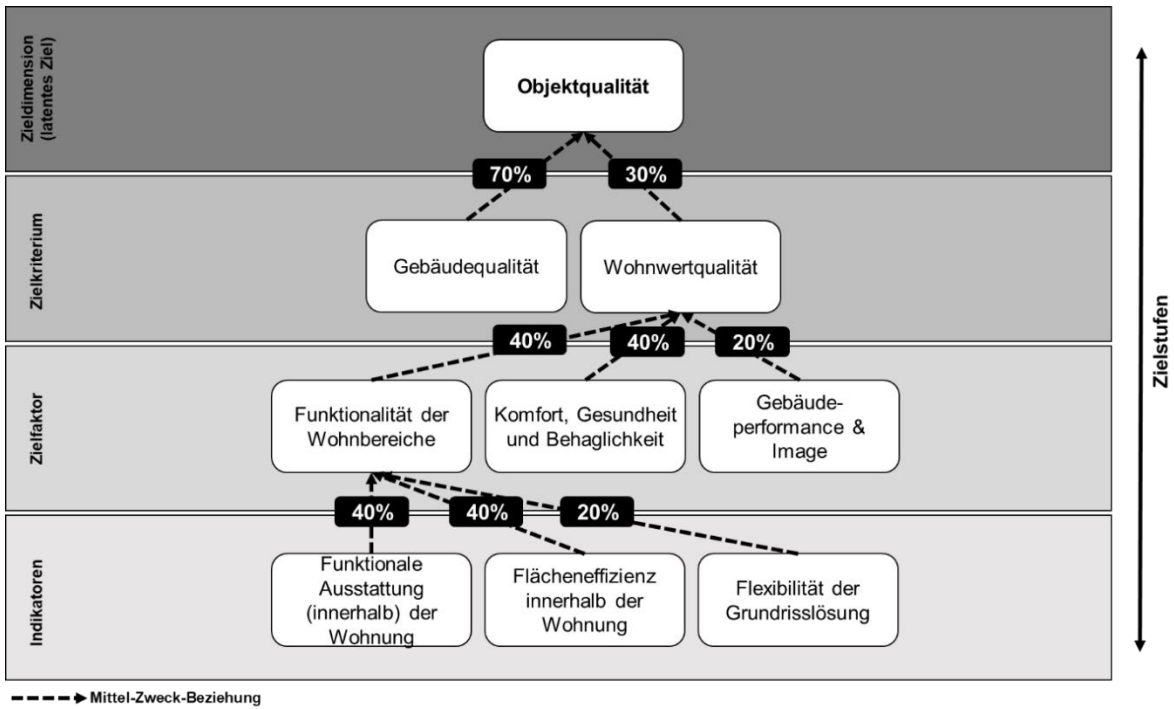 Zieldimension
(latentes Ziel)
Objektqualität
70%
30%
Zielkriterium
Gebäudequalität
Wohnwertqualität
40%
40%
20%
Zielfaktor
Funktionalität der
Wohnbereiche
Komfort, Gesundheit
und Behaglichkeit
Gebäude-
performance &
Image
40%
40%
20%
Indikatoren
Funktionale
Ausstattung
(innerhalb) der
Wohnung
Flächeneffizienz
innerhalb der
Wohnung
Flexibilität der
Grundrisslösung
Zielstufen
Mittel-Zweck-Beziehung